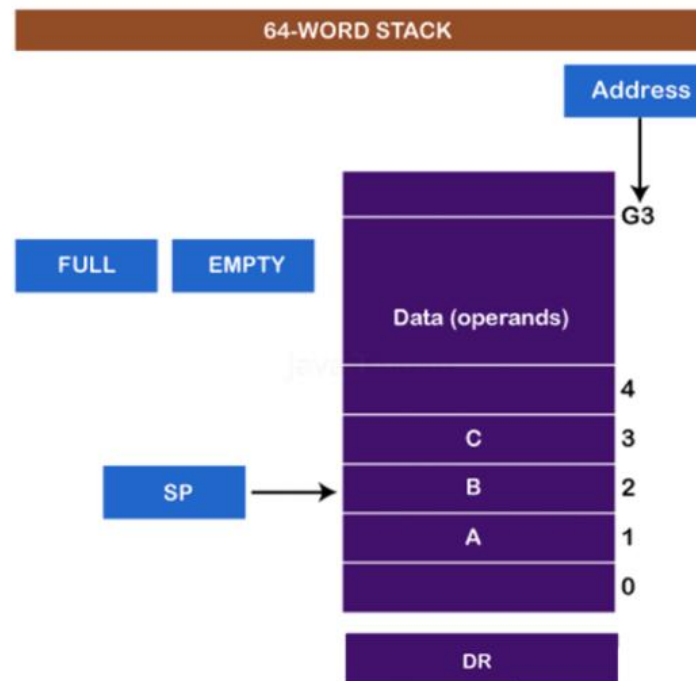 64-WORD STACK
Address
G3
FULL
EMPTY
Data (operands)
4
C
3
SP
B
2
A
1
0
DR